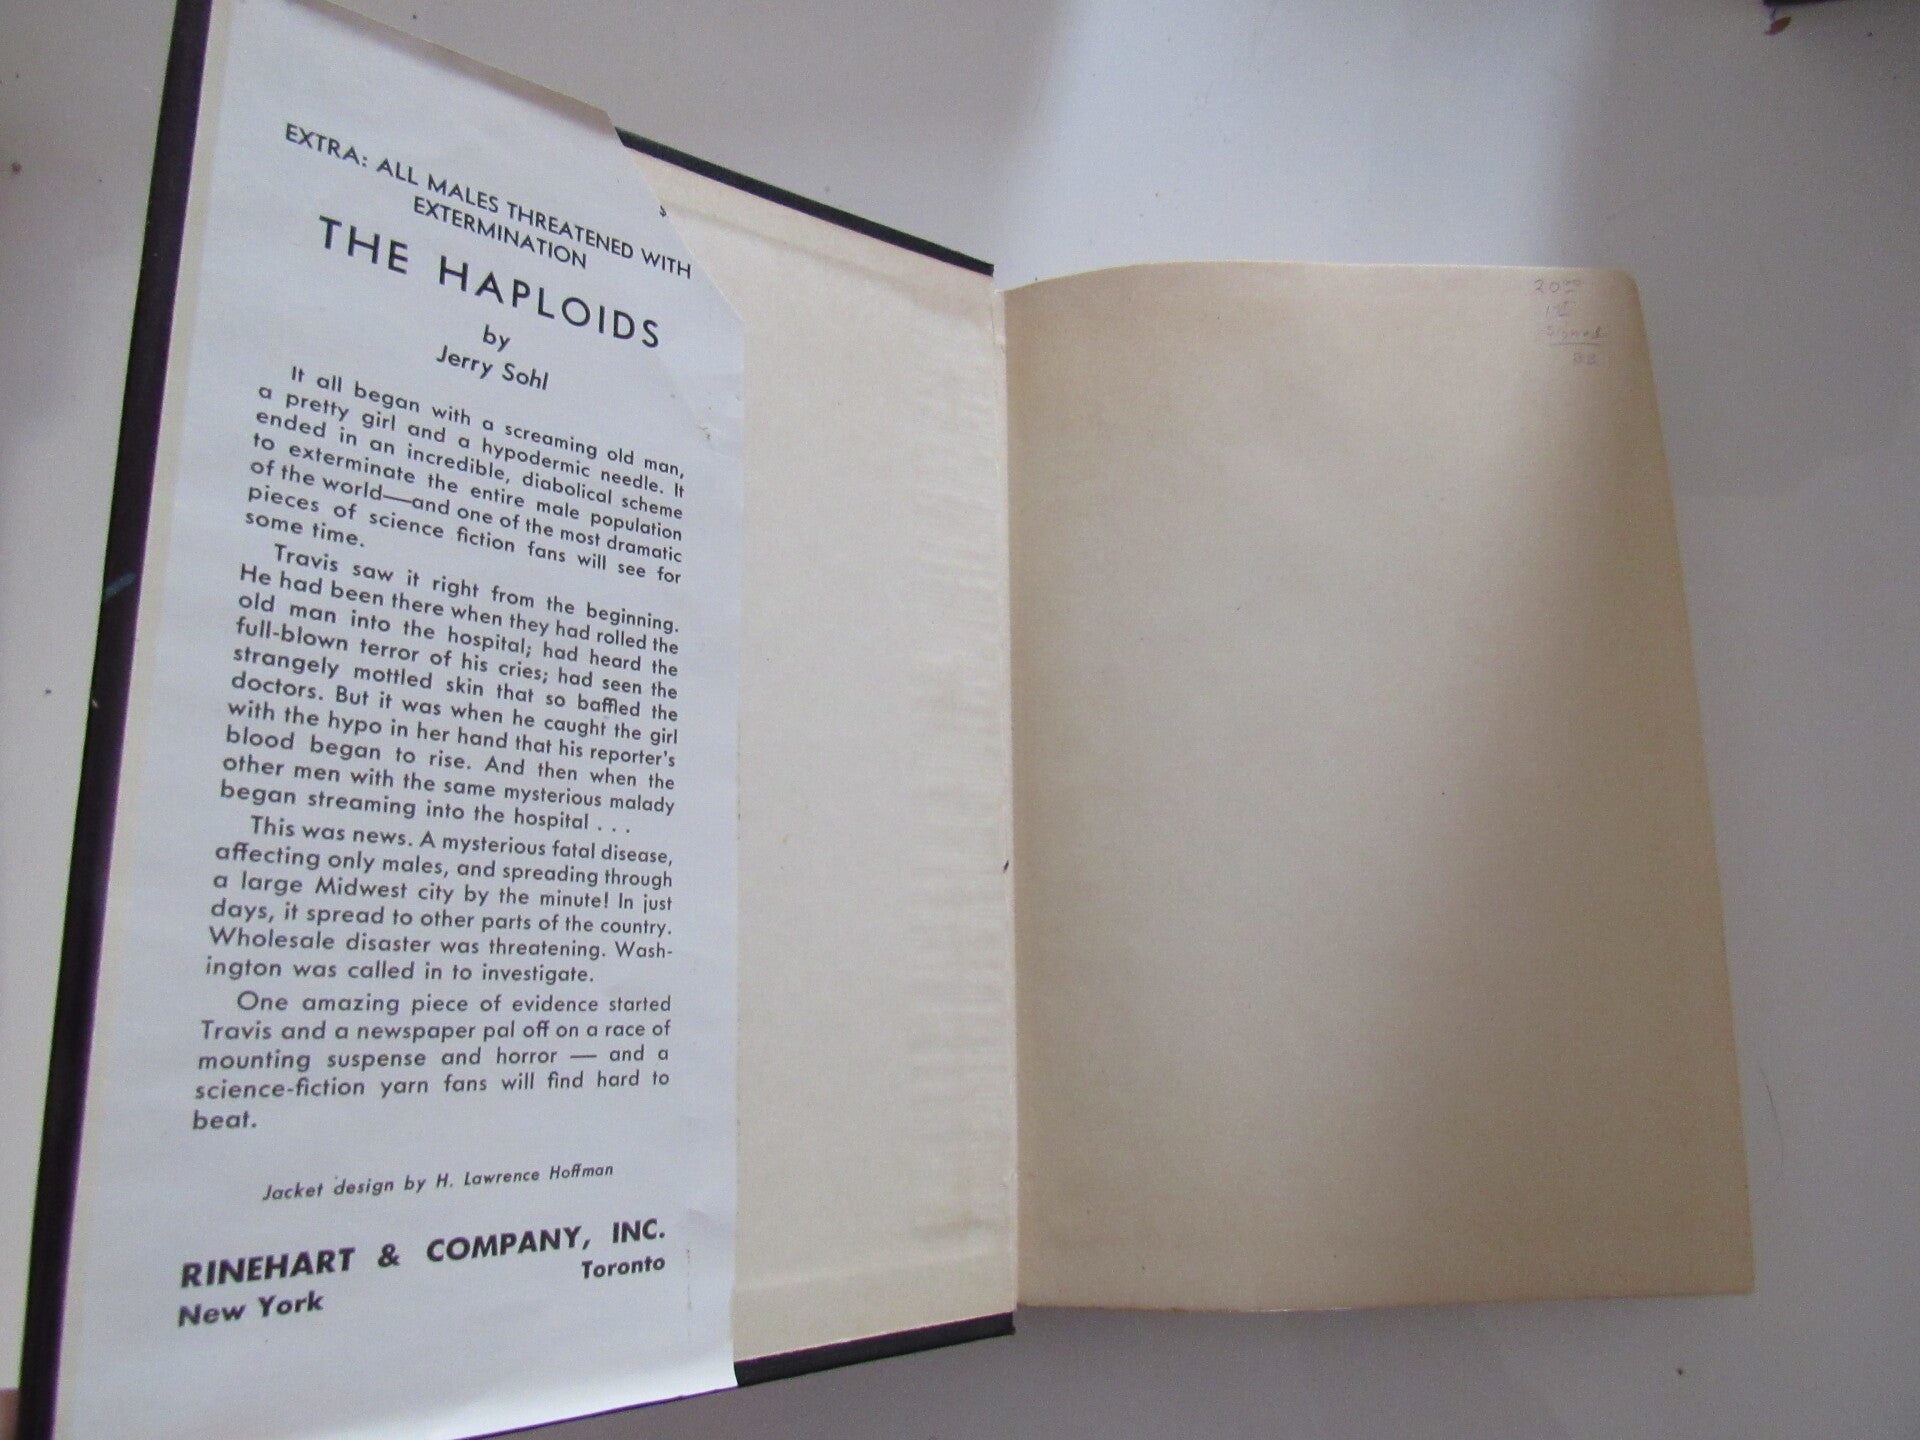 EXTRA: ALL MALES THREATENED WITH
EXTERMINATION
THE HAPLOIDS
by
Jerry Sohl
It all began with a screaming old man,
a pretty girl and a hypodermic needle. It
ended in an incredible, diabolical scheme
to exterminate the entire male population
of the world—and one of the most dramatic
pieces of science fiction fans will see for
some time.
Travis saw it right from the beginning.
He had been there when they had rolled the
old man into the hospital; had heard the
full-blown terror of his cries; had seen the
strangely mottled skin that so baffled the
doctors. But it was when he caught the girl
with the hypo in her hand that his reporter's
blood began to rise. And then when the
other men with the same mysterious malady
began streaming into the hospital . . .
This was news. A mysterious fatal disease,
affecting only males, and spreading through
a large Midwest city by the minute! In just
days, it spread to other parts of the country.
Wholesale disaster was threatening. Wash-
ington was called in to investigate.
One amazing piece of evidence started
Travis and a newspaper pal off on a race of
mounting suspense and horror — and a
science-fiction yarn fans will find hard to
beat.
Jacket design by H. Lawrence Hoffman
RINEHART & COMPANY, INC.
New York Toronto
20⁰⁰
Signed